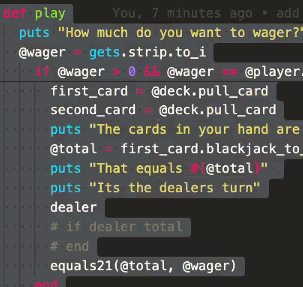 def play You, 7 minutes ago • add
puts "How much do you want to wager?"
@wager = gets.strip.to_i
if @wager > 0 && @wager <= @player.
first_card = @deck.pull_card
second_card = @deck.pull_card
puts "The cards in your hand are
@total = first_card.blackjack_to_
puts "That equals ${@total}"
puts "Its the dealers turn"
dealer
# if dealer total
# end
equals21(@total, @wager)
end